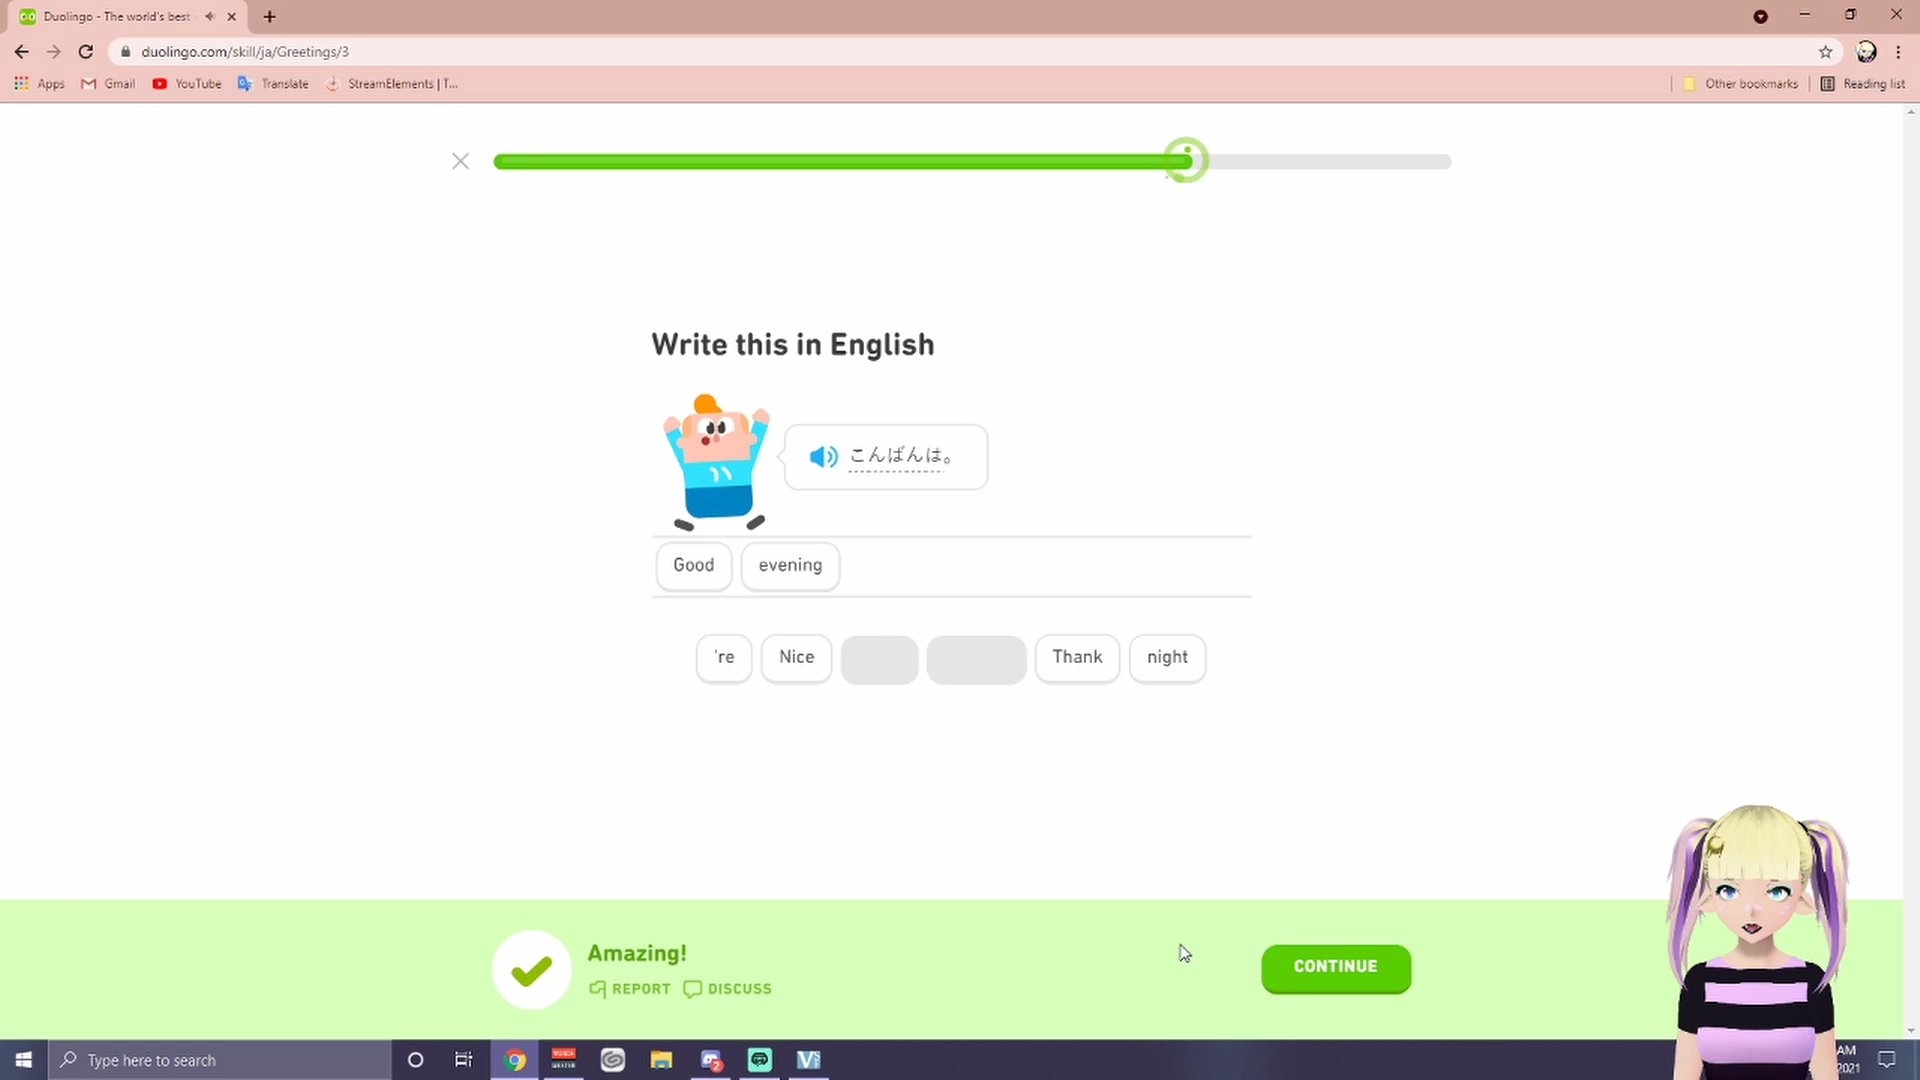 Duolingo - The world's best
duolingo.com/skill/ja/Greetings/3
Apps Gmail YouTube Translate StreamElements | T... Other bookmarks Reading list
Write this in English
こんばんは。
Good evening
're Nice Thank night
Amazing!
REPORT DISCUSS
CONTINUE
Type here to search
AM
2021